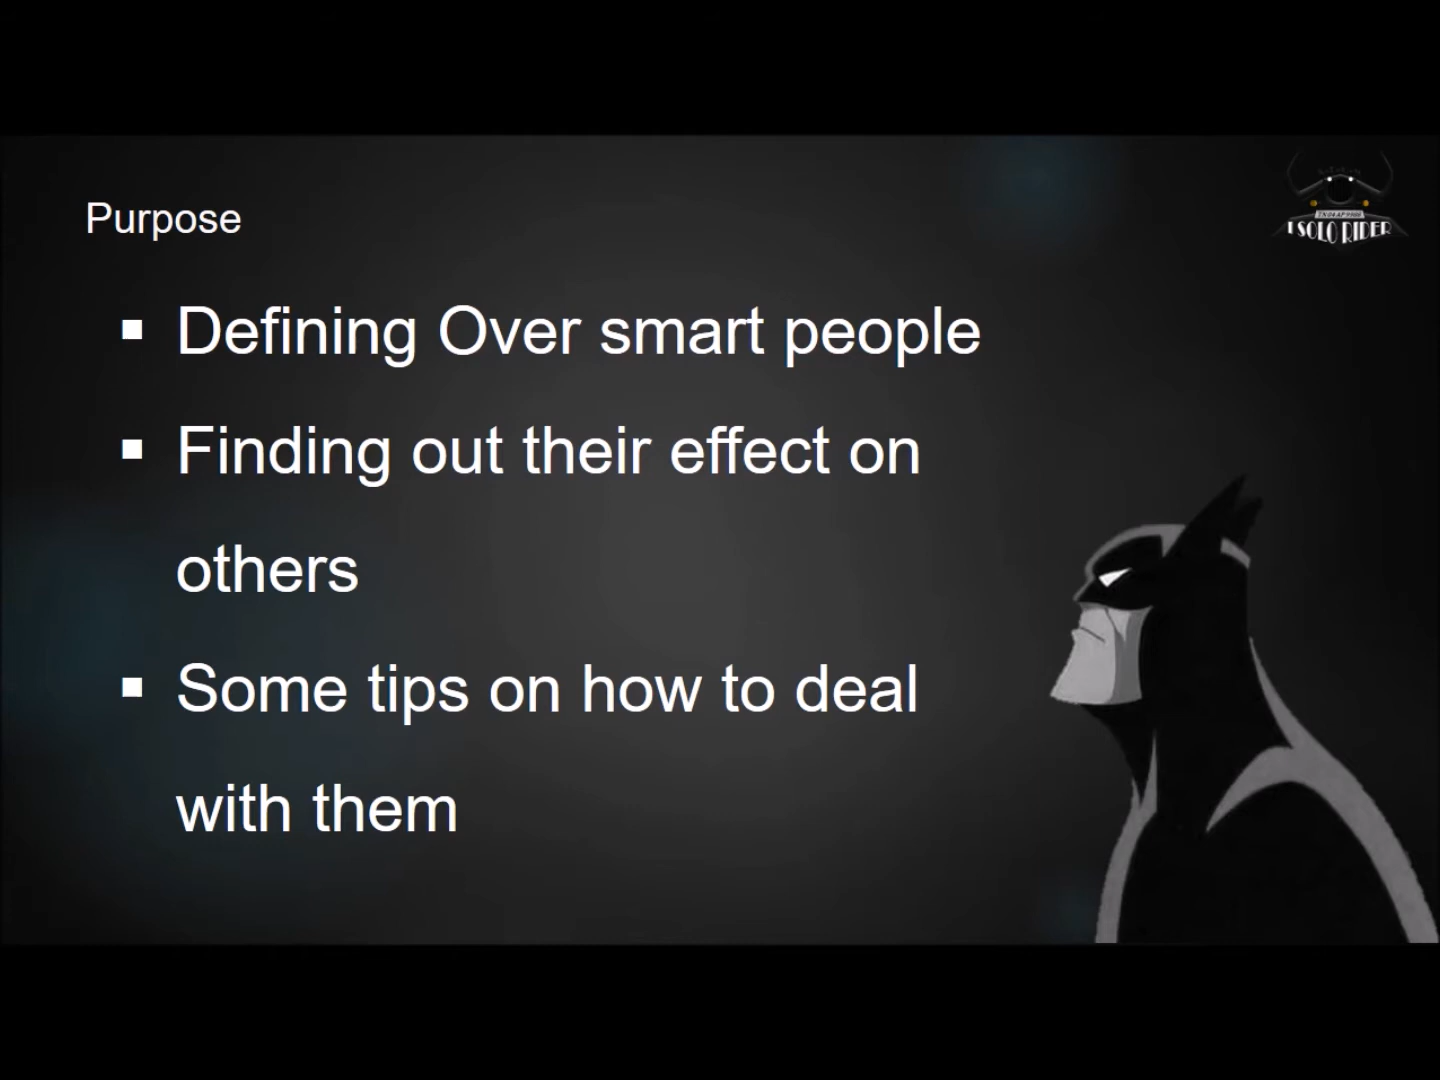 Purpose
▪ Defining Over smart people
▪ Finding out their effect on
others
▪ Some tips on how to deal
with them
I SOLO RIDER